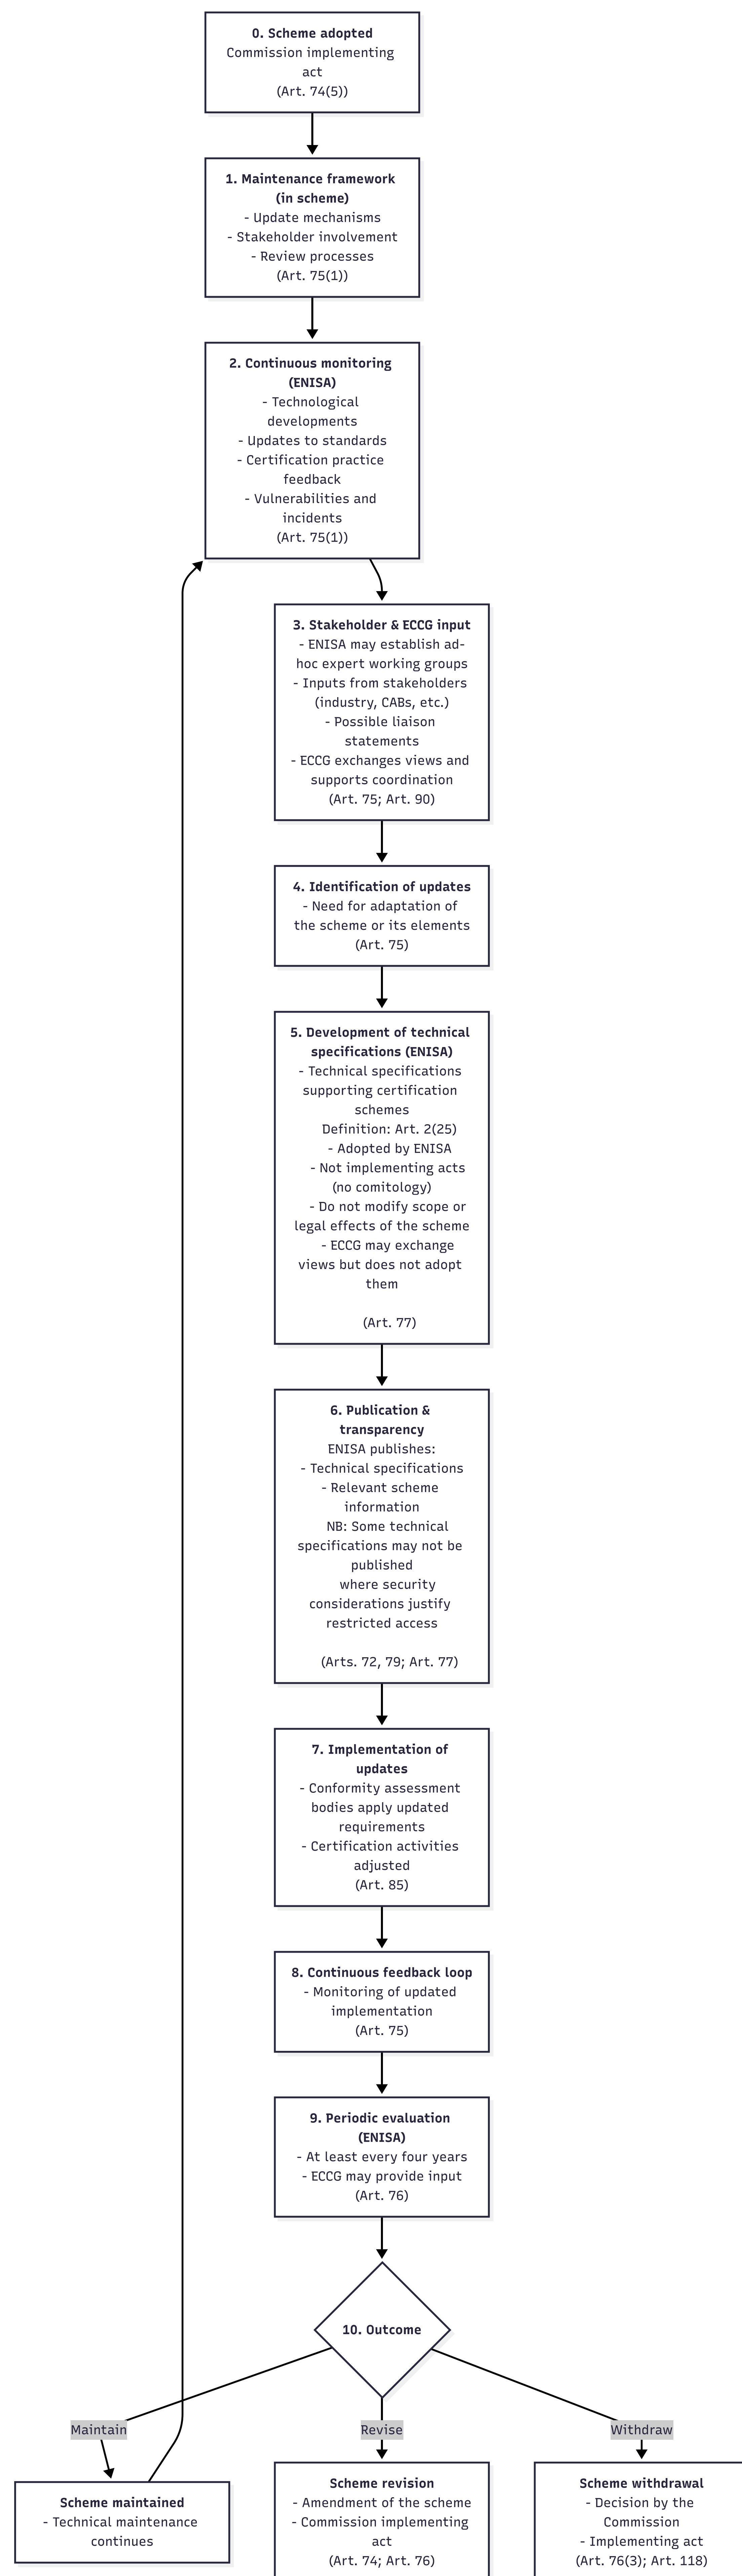 0. Scheme adopted
Commission implementing
act
(Art. 74(5))
1. Maintenance framework
(in scheme)
- Update mechanisms
- Stakeholder involvement
- Review processes
(Art. 75(1))
2. Continuous monitoring
(ENISA)
- Technological
developments
- Updates to standards
- Certification practice
feedback
- Vulnerabilities and
incidents
(Art. 75(1))
3. Stakeholder & ECCG input
- ENISA may establish ad-
hoc expert working groups
- Inputs from stakeholders
(industry, CABs, etc.)
- Possible liaison
statements
- ECCG exchanges views and
supports coordination
(Art. 75; Art. 90)
4. Identification of updates
- Need for adaptation of
the scheme or its elements
(Art. 75)
5. Development of technical
specifications (ENISA)
- Technical specifications
supporting certification
schemes
Definition: Art. 2(25)
- Adopted by ENISA
- Not implementing acts
(no comitology)
- Do not modify scope or
legal effects of the scheme
- ECCG may exchange
views but does not adopt
them
(Art. 77)
6. Publication &
transparency
ENISA publishes:
- Technical specifications
- Relevant scheme
information
NB: Some technical
specifications may not be
published
where security
considerations justify
restricted access
(Arts. 72, 79; Art. 77)
7. Implementation of
updates
- Conformity assessment
bodies apply updated
requirements
- Certification activities
adjusted
(Art. 85)
8. Continuous feedback loop
- Monitoring of updated
implementation
(Art. 75)
9. Periodic evaluation
(ENISA)
- At least every four years
- ECCG may provide input
(Art. 76)
10. Outcome
Maintain
Revise
Withdraw
Scheme maintained
- Technical maintenance
continues
Scheme revision
- Amendment of the scheme
- Commission implementing
act
(Art. 74; Art. 76)
Scheme withdrawal
- Decision by the
Commission
- Implementing act
(Art. 76(3); Art. 118)